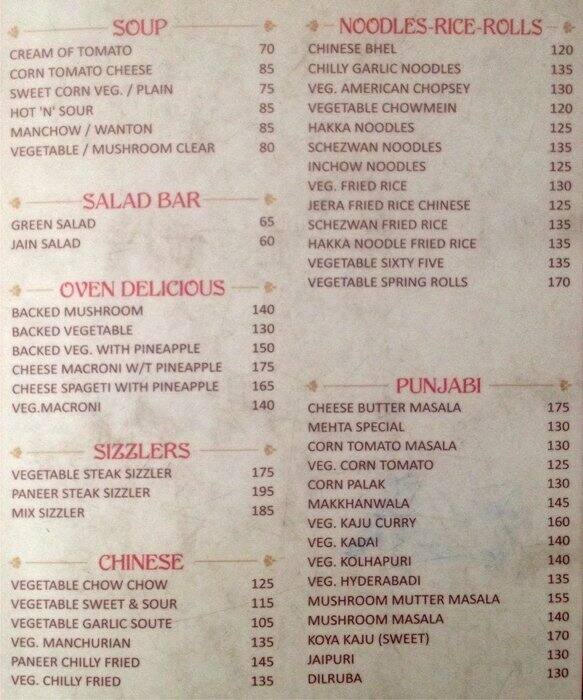 SOUP
CREAM OF TOMATO 70
CORN TOMATO CHEESE 85
SWEET CORN VEG. / PLAIN 75
HOT 'N' SOUR 85
MANCHOW / WANTON 85
VEGETABLE / MUSHROOM CLEAR 80
SALAD BAR
GREEN SALAD 65
JAIN SALAD 60
OVEN DELICIOUS
BACKED MUSHROOM 140
BACKED VEGETABLE 130
BACKED VEG. WITH PINEAPPLE 150
CHEESE MACRONI W/T PINEAPPLE 175
CHEESE SPAGETI WITH PINEAPPLE 165
VEG.MACRONI 140
SIZZLERS
VEGETABLE STEAK SIZZLER 175
PANEER STEAK SIZZLER 195
MIX SIZZLER 185
CHINESE
VEGETABLE CHOW CHOW 125
VEGETABLE SWEET & SOUR 115
VEGETABLE GARLIC SOUTE 105
VEG. MANCHURIAN 135
PANEER CHILLY FRIED 145
VEG. CHILLY FRIED 135
NOODLES-RICE-ROLLS
CHINESE BHEL 120
CHILLY GARLIC NOODLES 135
VEG. AMERICAN CHOPSEY 130
VEGETABLE CHOWMEIN 120
HAKKA NOODLES 125
SCHEZWAN NOODLES 135
INCHOW NOODLES 125
VEG. FRIED RICE 130
JEERA FRIED RICE CHINESE 125
SCHEZWAN FRIED RICE 135
HAKKA NOODLE FRIED RICE 135
VEGETABLE SIXTY FIVE 135
VEGETABLE SPRING ROLLS 170
PUNJABI
CHEESE BUTTER MASALA 175
MEHTA SPECIAL 130
CORN TOMATO MASALA 130
VEG. CORN TOMATO 125
CORN PALAK 130
MAKKHANWALA 145
VEG. KAJU CURRY 160
VEG. KADAI 140
VEG. KOLHAPURI 140
VEG. HYDERABADI 135
MUSHROOM MUTTER MASALA 155
MUSHROOM MASALA 140
KOYA KAJU (SWEET) 170
JAIPURI 130
DILRUBA 130